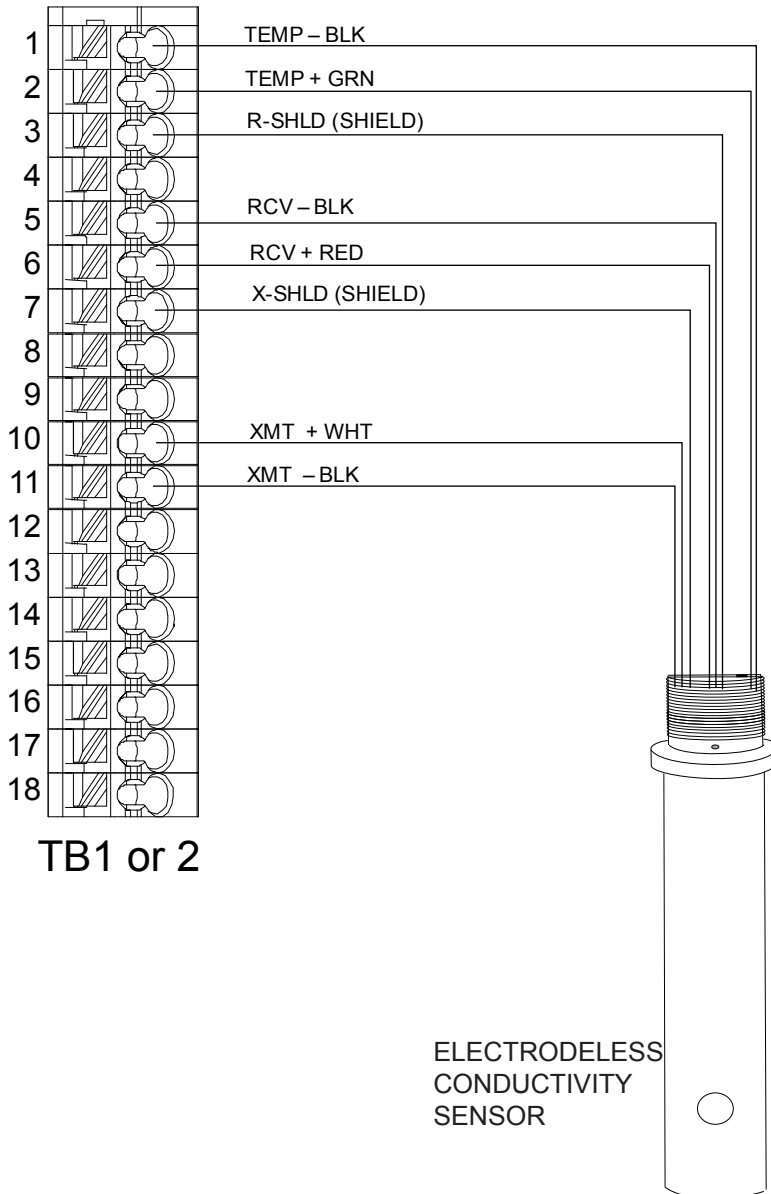 1 TEMP – BLK
2 TEMP + GRN
3 R-SHLD (SHIELD)
4
5 RCV – BLK
6 RCV + RED
7 X-SHLD (SHIELD)
8
9
10 XMT + WHT
11 XMT – BLK
12
13
14
15
16
17
18
TB1 or 2
ELECTRODELESS
CONDUCTIVITY
SENSOR